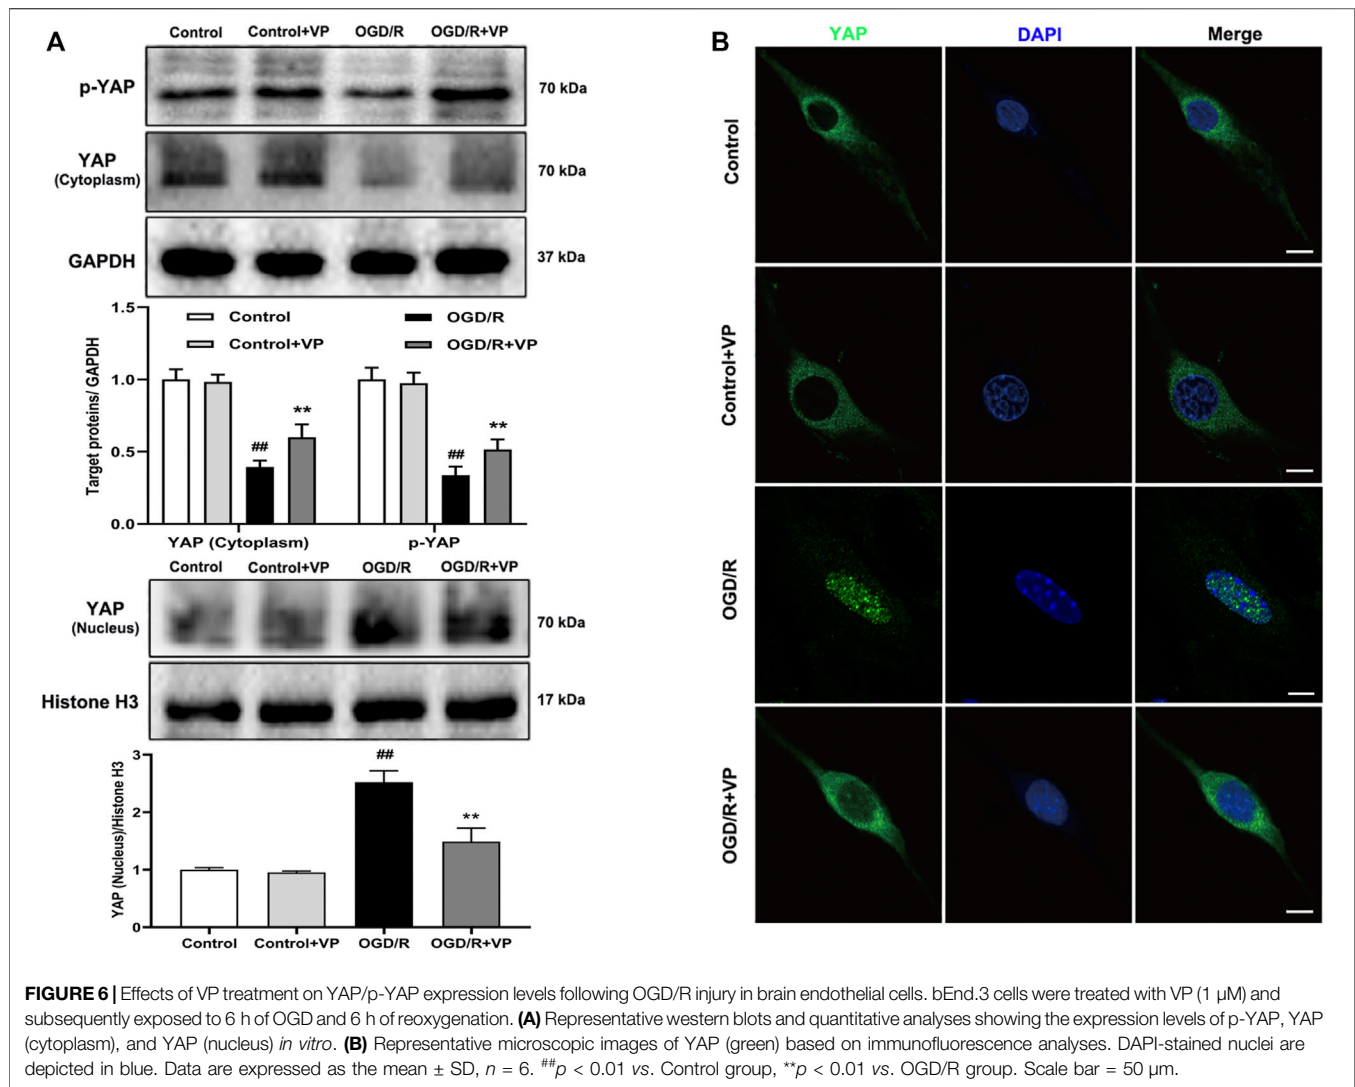 A
Control Control+VP OGD/R OGD/R+VP
p-YAP
70 kDa
YAP
(Cytoplasm)
70 kDa
GAPDH
37 kDa
1.5
1.0
0.5
0.0
Target proteins/ GAPDH
Control
OGD/R
Control+VP
OGD/R+VP
##
**
##
**
YAP (Cytoplasm)
p-YAP
Control Control+VP OGD/R OGD/R+VP
YAP
(Nucleus)
70 kDa
Histone H3
17 kDa
3
2
1
0
YAP (Nucleus)/Histone H3
##
**
Control Control+VP OGD/R OGD/R+VP
B
YAP DAPI Merge
Control
Control+VP
OGD/R
OGD/R+VP
FIGURE 6 | Effects of VP treatment on YAP/p-YAP expression levels following OGD/R injury in brain endothelial cells. bEnd.3 cells were treated with VP (1 μM) and
subsequently exposed to 6 h of OGD and 6 h of reoxygenation. (A) Representative western blots and quantitative analyses showing the expression levels of p-YAP, YAP
(cytoplasm), and YAP (nucleus) in vitro. (B) Representative microscopic images of YAP (green) based on immunofluorescence analyses. DAPI-stained nuclei are
depicted in blue. Data are expressed as the mean ± SD, n = 6. ##p < 0.01 vs. Control group, **p < 0.01 vs. OGD/R group. Scale bar = 50 μm.